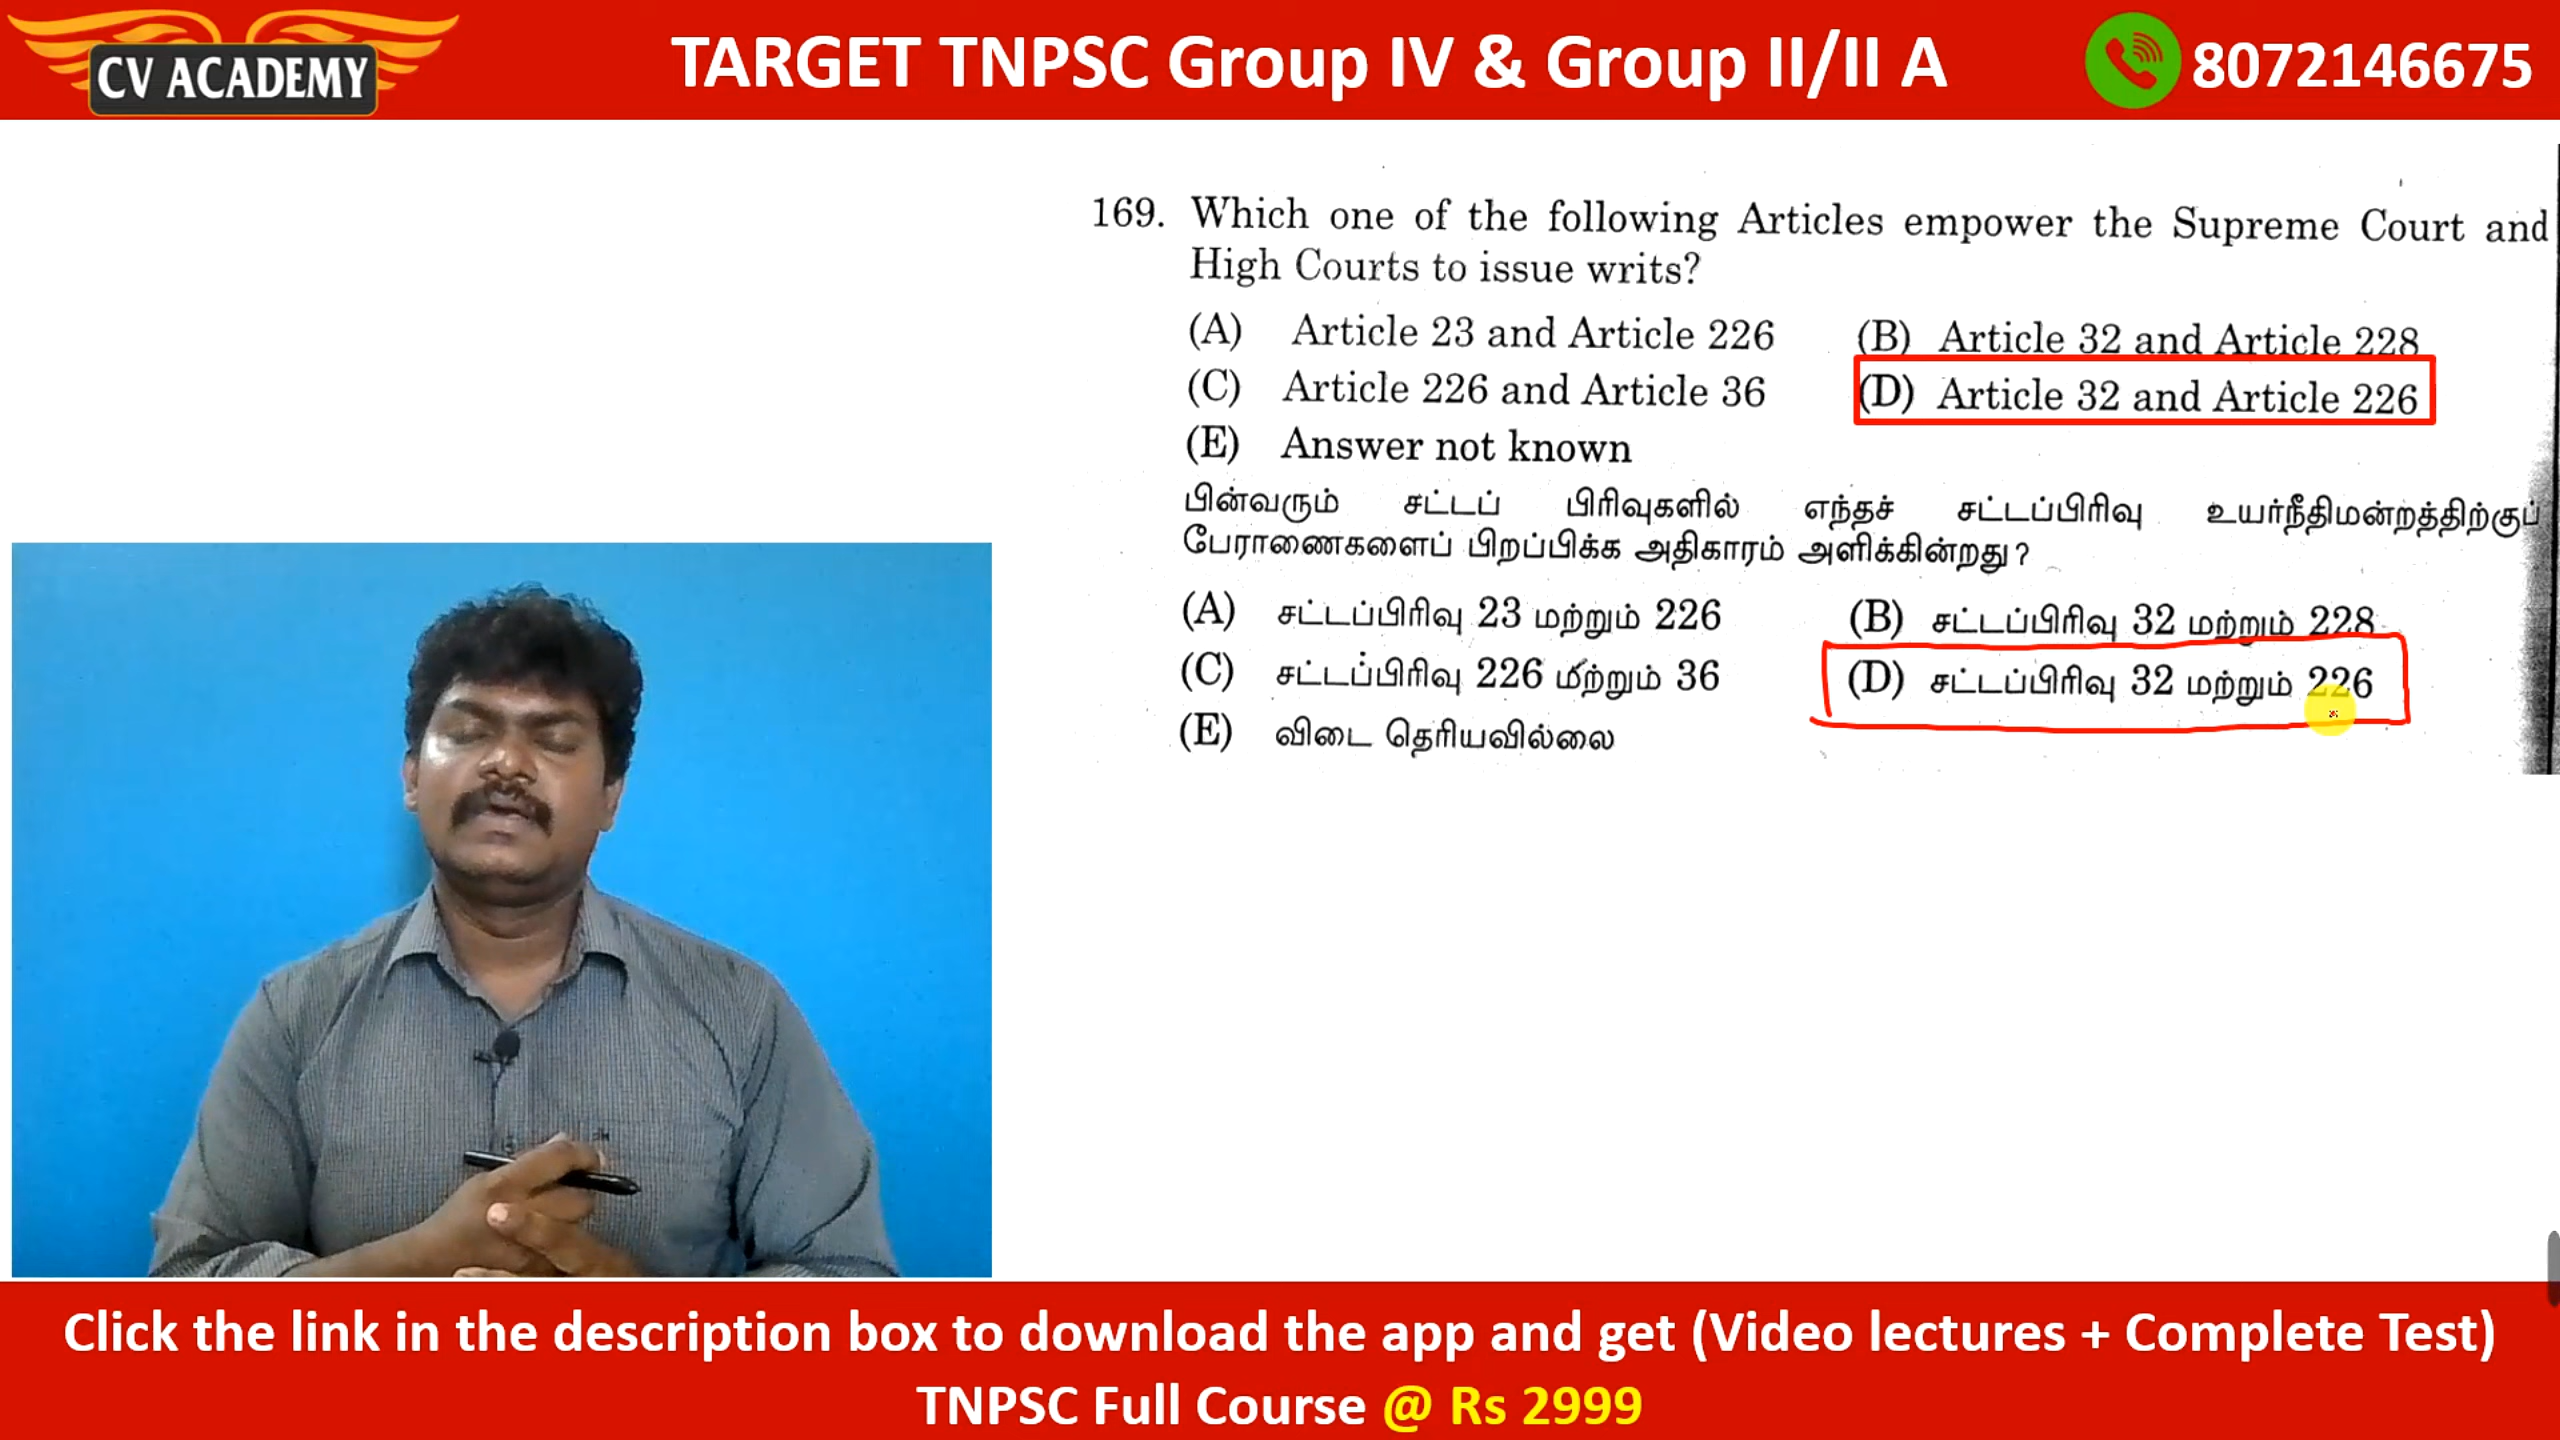 CV ACADEMY
TARGET TNPSC Group IV & Group II/II A
8072146675
169. Which one of the following Articles empower the Supreme Court and
High Courts to issue writs?
(A) Article 23 and Article 226 (B) Article 32 and Article 228
(C) Article 226 and Article 36 (D) Article 32 and Article 226
(E) Answer not known
பின்வரும் சட்டப் பிரிவுகளில் எந்தச் சட்டப்பிரிவு உயர்நீதிமன்றத்திற்குப்
பேராணைகளைப் பிறப்பிக்க அதிகாரம் அளிக்கின்றது?
(A) சட்டப்பிரிவு 23 மற்றும் 226 (B) சட்டப்பிரிவு 32 மற்றும் 228
(C) சட்டப்பிரிவு 226 மற்றும் 36 (D) சட்டப்பிரிவு 32 மற்றும் 226
(E) விடை தெரியவில்லை
Click the link in the description box to download the app and get (Video lectures + Complete Test)
TNPSC Full Course @ Rs 2999